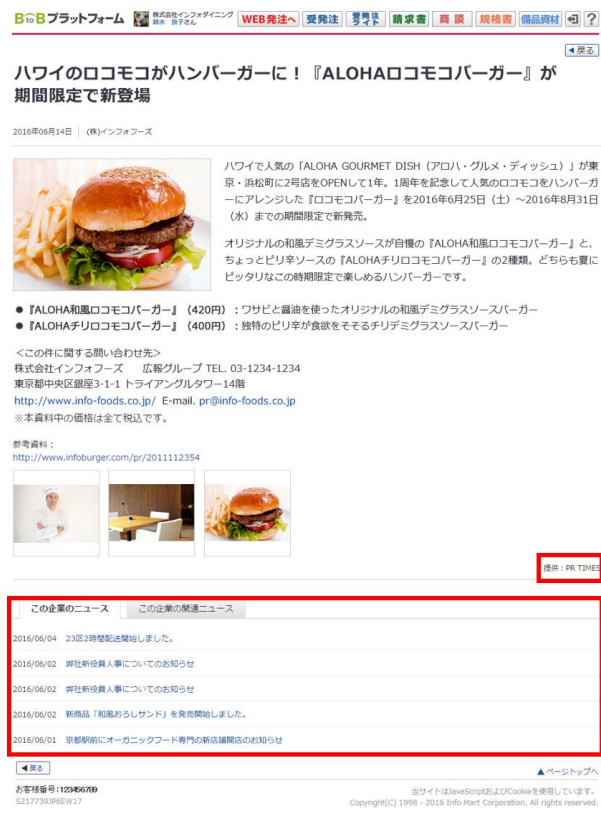 BtoBプラットフォーム 株式会社インフォダイニング WEB発注へ 受発注 受発注ライト 請求書 商談 規格書 備品資材 ?
鈴木 良子さん
◀戻る
ハワイのロコモコがハンバーガーに！『ALOHAロコモコバーガー』が
期間限定で新登場
2016年06月14日 (株)インフォフーズ
ハワイで人気の「ALOHA GOURMET DISH（アロハ・グルメ・ディッシュ）」が東
京・浜松町に2号店をOPENして1年。1周年を記念して人気のロコモコをハンバーガ
ーにアレンジした『ロコモコバーガー』を2016年6月25日（土）～2016年8月31日
（水）までの期間限定で新発売。
オリジナルの和風デミグラスソースが自慢の『ALOHA和風ロコモコバーガー』と、
ちょっとピリ辛ソースの『ALOHAチリロコモコバーガー』の2種類。どちらも夏に
ピッタリなこの時期限定で楽しめるハンバーガーです。
●『ALOHA和風ロコモコバーガー』（420円）：ワサビと醤油を使ったオリジナルの和風デミグラスソースバーガー
●『ALOHAチリロコモコバーガー』（400円）：独特のピリ辛が食欲をそそるチリデミグラスソースバーガー
＜この件に関する問い合わせ先＞
株式会社インフォフーズ 広報グループ TEL. 03-1234-1234
東京都中央区銀座3-1-1 トライアングルタワー14階
http://www.info-foods.co.jp/ E-mail. pr@info-foods.co.jp
※本資料中の価格は全て税込です。
参考資料：
http://www.infoburger.com/pr/2011112354
提供：PR TIMES
この企業のニュース この企業の関連ニュース
2016/06/04 23区2時間配送開始しました。
2016/06/02 弊社新役員人事についてのお知らせ
2016/06/02 弊社新役員人事についてのお知らせ
2016/06/02 新商品「和風おろしサンド」を発売開始しました。
2016/06/01 京都駅前にオーガニックフード専門の新店舗開店のお知らせ
◀戻る
▲ページトップへ
お客様番号:123456789 当サイトはJavaScriptおよびCookieを使用しています。
S217739JP6EW17 Copyright(C) 1998 - 2016 Info Mart Corporation. All rights reserved.